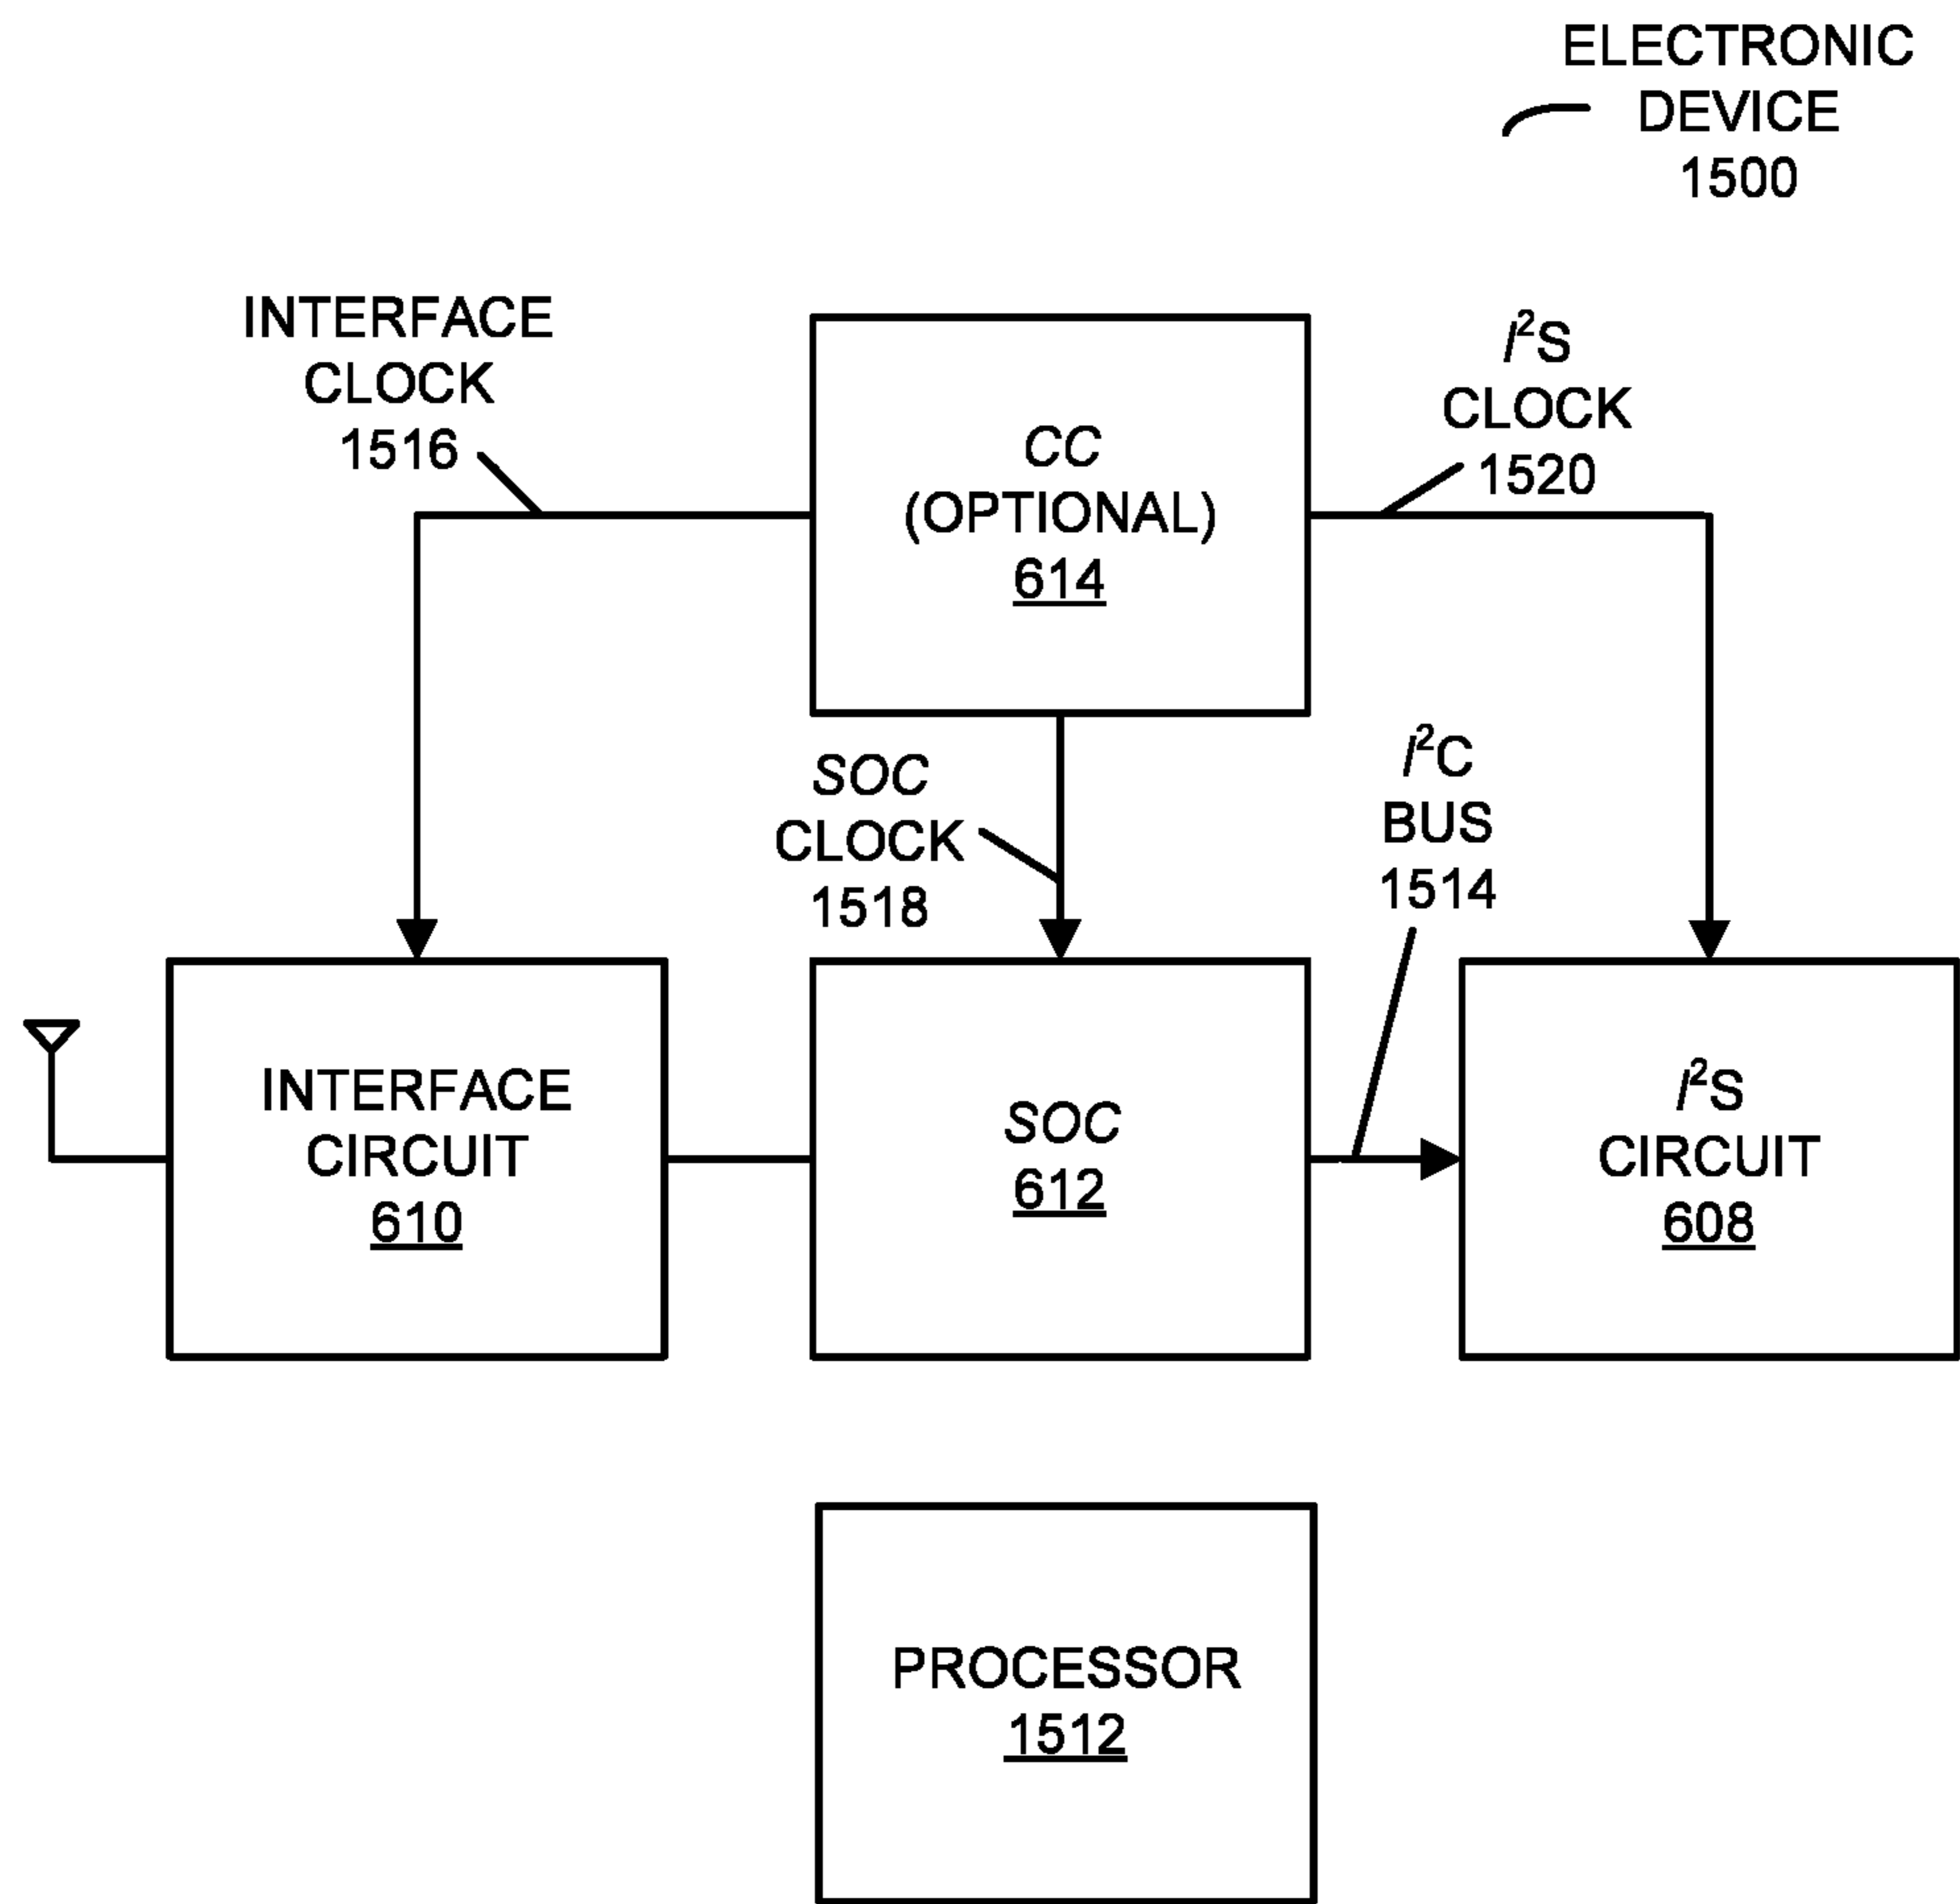 ELECTRONIC
DEVICE
1500
INTERFACE
CLOCK
1516
CC
(OPTIONAL)
614
I²S
CLOCK
1520
SOC
CLOCK
1518
I²C
BUS
1514
INTERFACE
CIRCUIT
610
SOC
612
I²S
CIRCUIT
608
PROCESSOR
1512